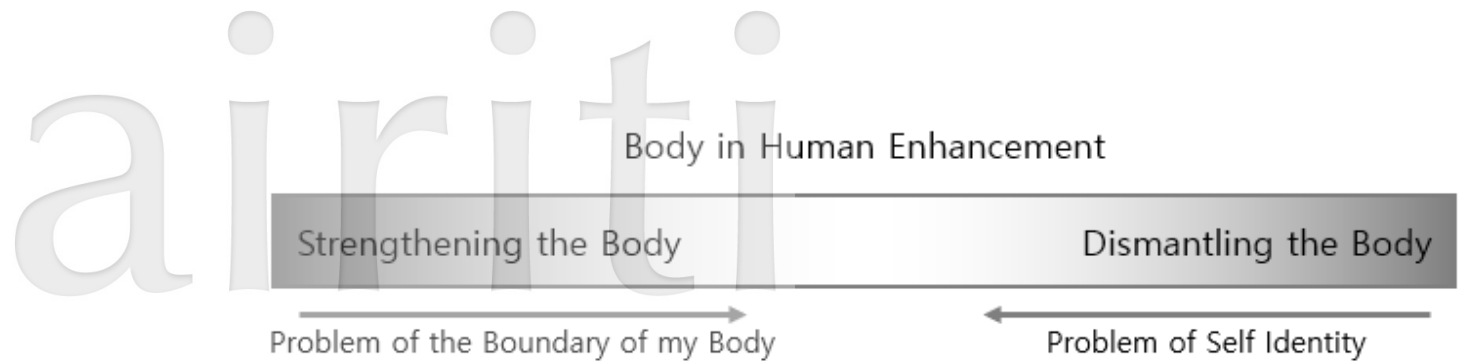 airiti
Body in Human Enhancement
Strengthening the Body
Dismantling the Body
Problem of the Boundary of my Body
Problem of Self Identity